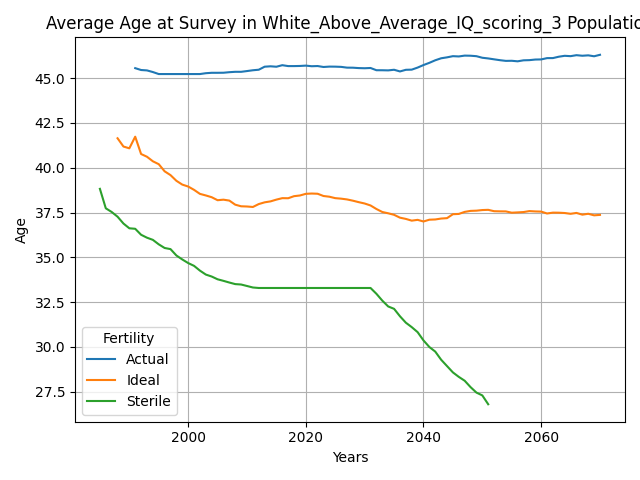 Average Age at Survey in White_Above_Average_IQ_scoring_3 Populatio
45.0
42.5
40.0
37.5
35.0
32.5
30.0
27.5
Age
Fertility
Actual
Ideal
Sterile
2000 2020 2040 2060
Years